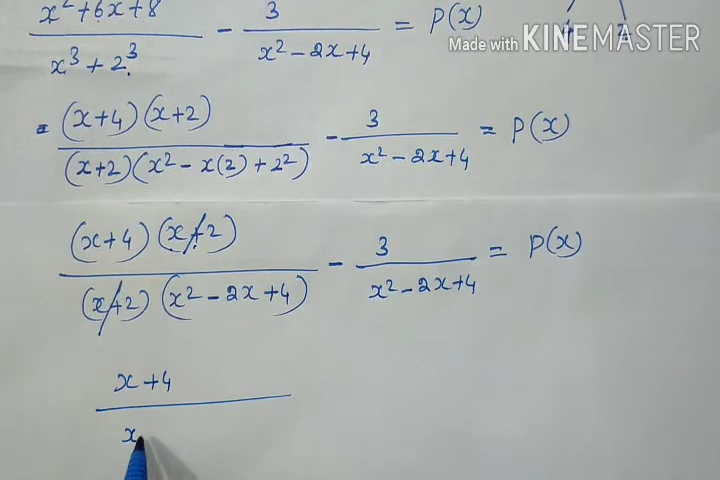 x² + 6x + 8 / x³ + 2³ - 3 / x² - 2x + 4 = P(x)
Made with KINEMASTER
= (x+4) (x+2) / (x+2) (x² - x(2) + 2²) - 3 / x² - 2x + 4 = P(x)
(x+4) (x+2) / (x+2) (x² - 2x + 4) - 3 / x² - 2x + 4 = P(x)
x + 4 / x